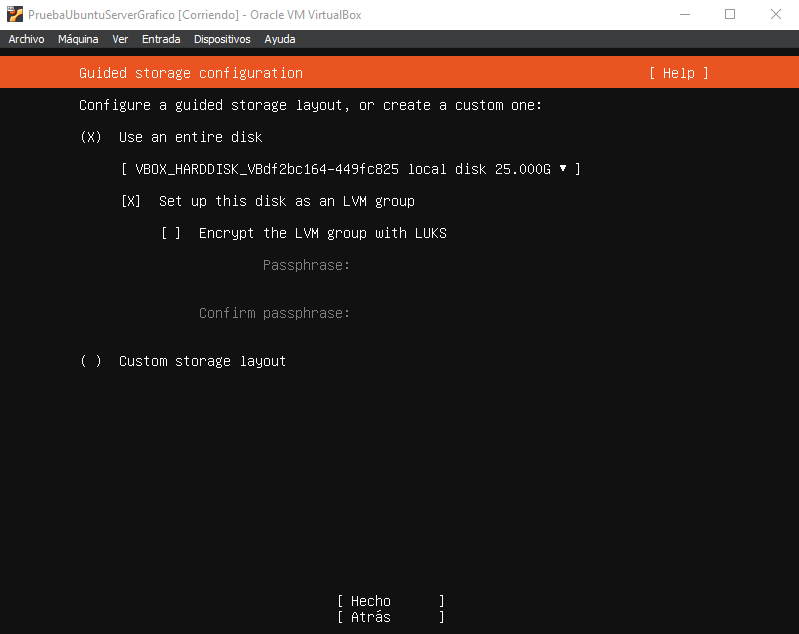 PruebaUbuntuServerGrafico [Corriendo] - Oracle VM VirtualBox
Archivo Máquina Ver Entrada Dispositivos Ayuda
Guided storage configuration [ Help ]
Configure a guided storage layout, or create a custom one:
(X) Use an entire disk
[ VBOX_HARDDISK_VBdf2bc164-449fc825 local disk 25.000G ▾ ]
[X] Set up this disk as an LVM group
[ ] Encrypt the LVM group with LUKS
Passphrase:
Confirm passphrase:
( ) Custom storage layout
[ Hecho ]
[ Atrás ]